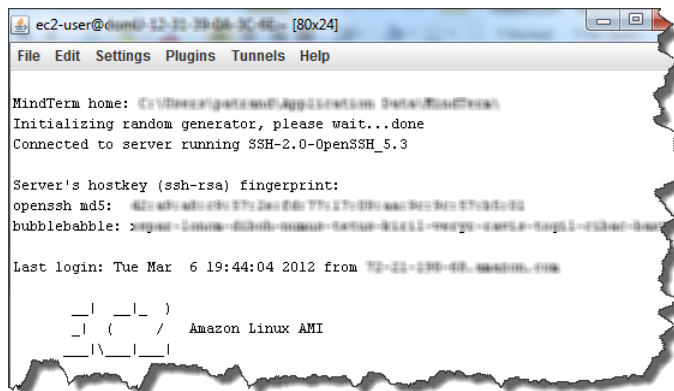 ec2-user@ [80x24]
File Edit Settings Plugins Tunnels Help
MindTerm home:
Initializing random generator, please wait...done
Connected to server running SSH-2.0-OpenSSH_5.3
Server's hostkey (ssh-rsa) fingerprint:
openssh md5:
bubblebabble:
Last login: Tue Mar  6 19:44:04 2012 from
Amazon Linux AMI